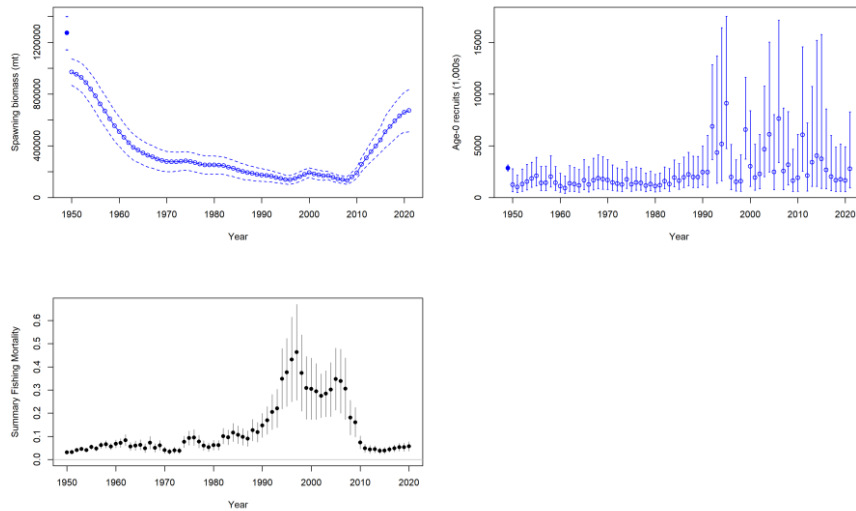 Spawning biomass (mt)
0 200000 400000 800000 1200000
1950 1960 1970 1980 1990 2000 2010 2020
Year
Age-0 recruits (1,000s)
0 5000 10000 15000
1950 1960 1970 1980 1990 2000 2010 2020
Year
Summary Fishing Mortality
0.0 0.1 0.2 0.3 0.4 0.5 0.6
1950 1960 1970 1980 1990 2000 2010 2020
Year